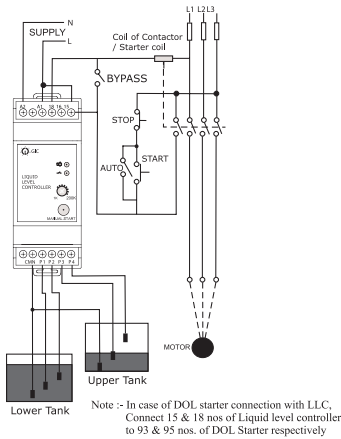 L1 L2 L3
N
SUPPLY
L
Coil of Contactor
/ Starter coil
BYPASS
A2 A1 18 16 15
STOP
START
AUTO
LIQUID
LEVEL
CONTROLLER
200K
MANUAL START
CMN P1 P2 P3 P4
MOTOR
Upper Tank
Lower Tank
Note :- In case of DOL starter connection with LLC,
Connect 15 & 18 nos of Liquid level controller
to 93 & 95 nos. of DOL Starter respectively